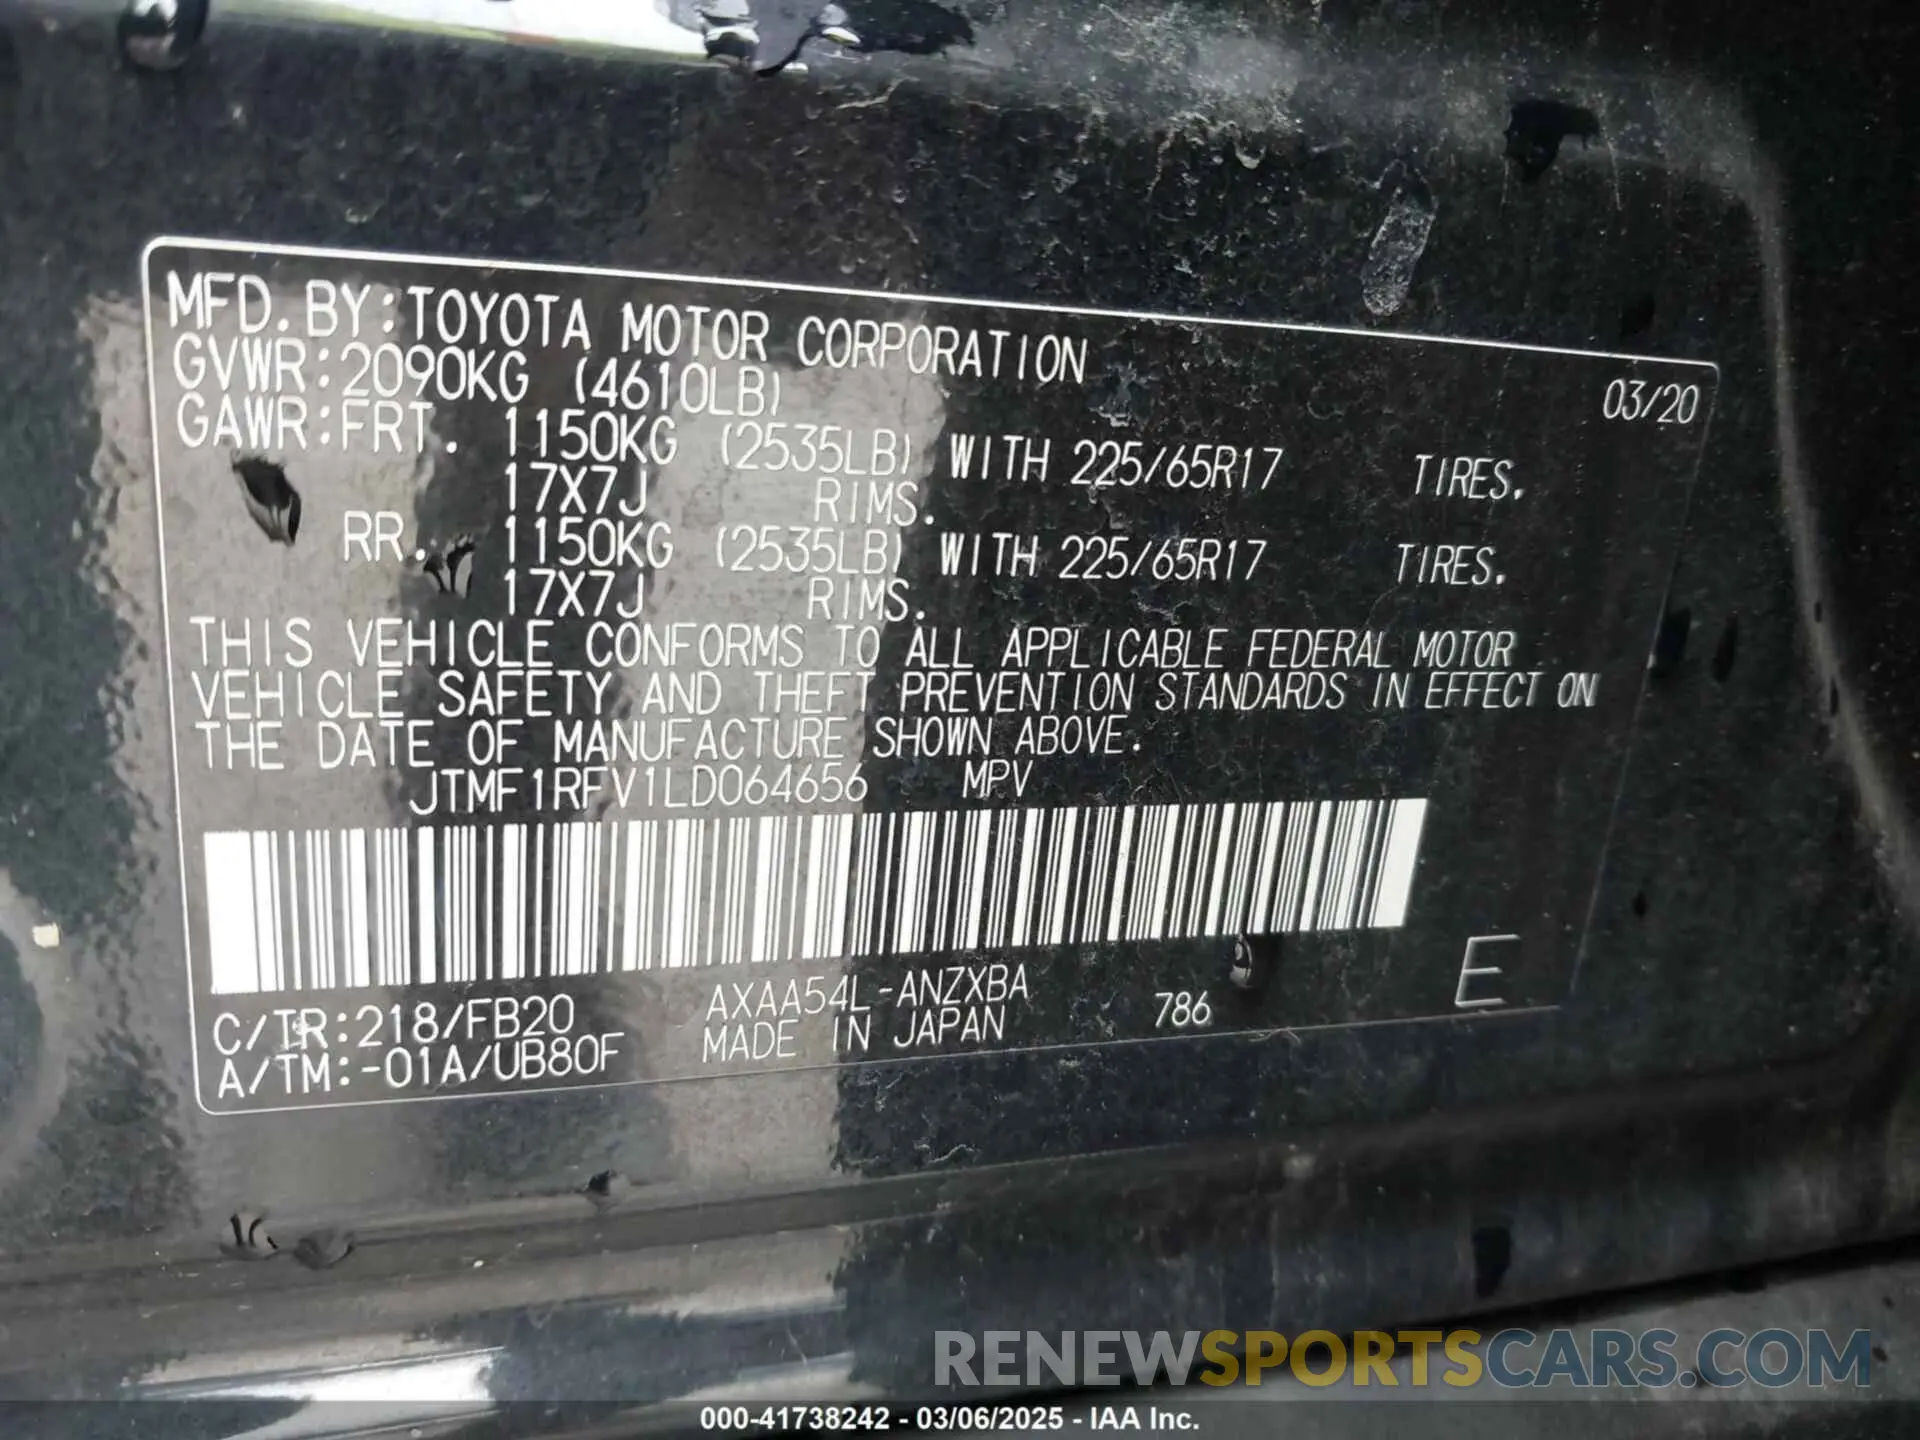 MFD. BY: TOYOTA MOTOR CORPORATION 03/20
GVWR: 2090KG (4610LB)
GAWR: FRT. 1150KG (2535LB) WITH 225/65R17 TIRES.
17X7J RIMS.
RR. 1150KG (2535LB) WITH 225/65R17 TIRES.
17X7J RIMS.
THIS VEHICLE CONFORMS TO ALL APPLICABLE FEDERAL MOTOR
VEHICLE SAFETY AND THEFT PREVENTION STANDARDS IN EFFECT ON
THE DATE OF MANUFACTURE SHOWN ABOVE.
JTMF1RFV1LD064656 MPV
E
C/TR: 218/FB20 AXAA54L-ANZXBA 786
A/TM: -01A/UB80F MADE IN JAPAN
RENEWSPORTSCARS.COM
000-41738242 - 03/06/2025 - IAA Inc.